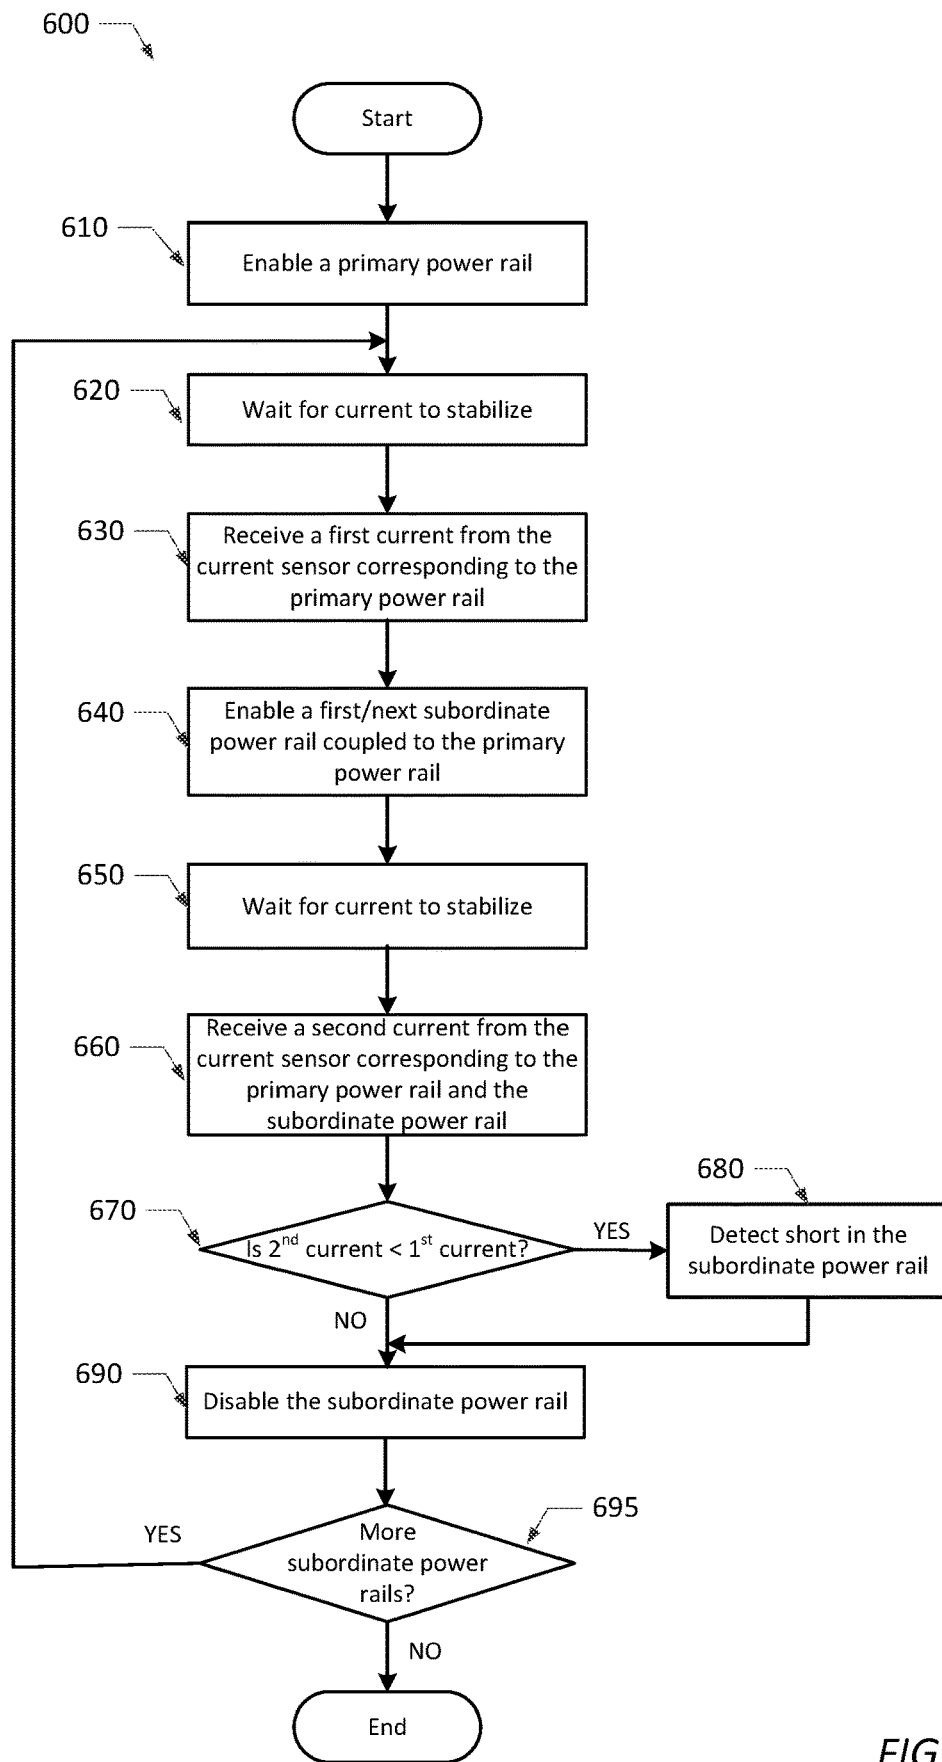 600
Start
610
Enable a primary power rail
620
Wait for current to stabilize
630
Receive a first current from the
current sensor corresponding to the
primary power rail
640
Enable a first/next subordinate
power rail coupled to the primary
power rail
650
Wait for current to stabilize
660
Receive a second current from the
current sensor corresponding to the
primary power rail and the
subordinate power rail
670
Is 2nd current < 1st current?
YES
680
Detect short in the
subordinate power rail
NO
690
Disable the subordinate power rail
695
More
subordinate power
rails?
YES
NO
End
FIG